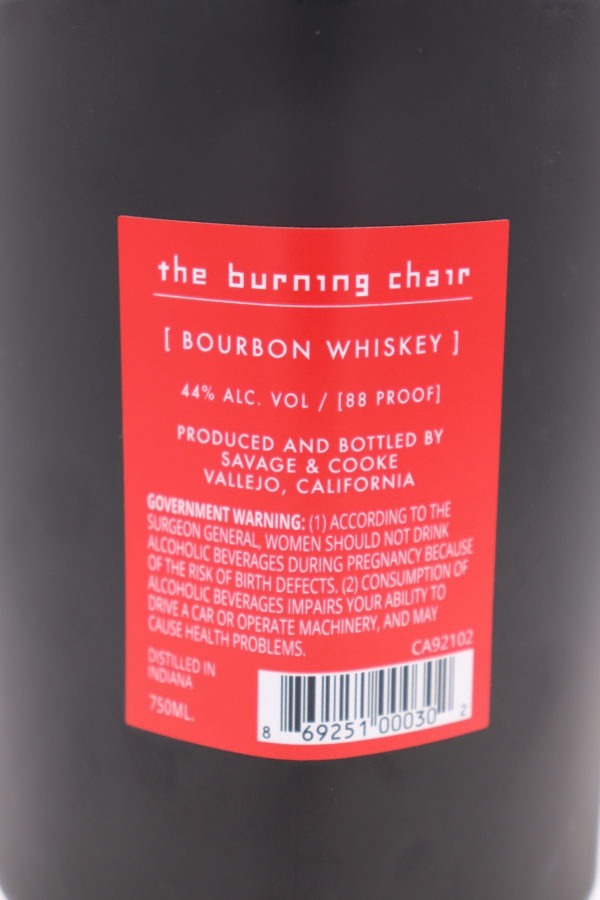 the burning chair
[ BOURBON WHISKEY ]
44% ALC. VOL / [88 PROOF]
PRODUCED AND BOTTLED BY
SAVAGE & COOKE
VALLEJO, CALIFORNIA
GOVERNMENT WARNING: (1) ACCORDING TO THE
SURGEON GENERAL, WOMEN SHOULD NOT DRINK
ALCOHOLIC BEVERAGES DURING PREGNANCY BECAUSE
OF THE RISK OF BIRTH DEFECTS. (2) CONSUMPTION OF
ALCOHOLIC BEVERAGES IMPAIRS YOUR ABILITY TO
DRIVE A CAR OR OPERATE MACHINERY, AND MAY
CAUSE HEALTH PROBLEMS.
CA92102
DISTILLED IN
INDIANA
750ML.
8 69251 00030 2